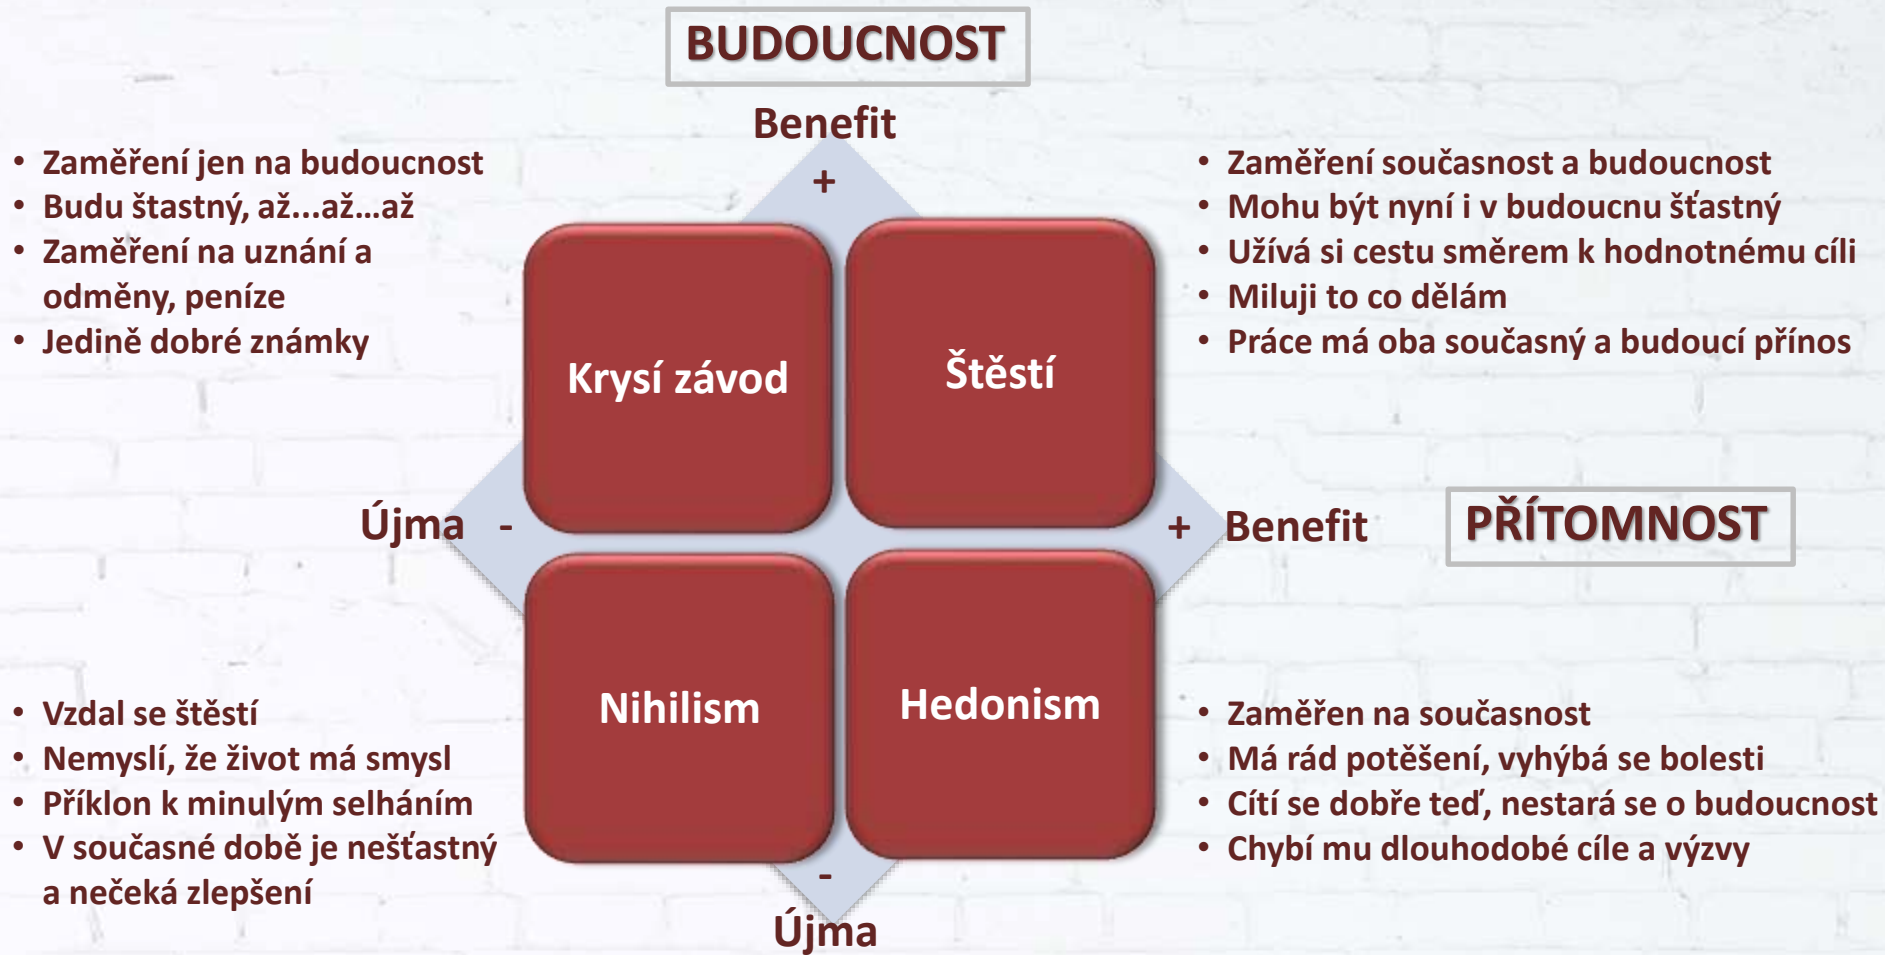 BUDOUCNOST
Benefit
+
• Zaměření jen na budoucnost
• Budu štastný, až...až...až
• Zaměření na uznání a
odměny, peníze
• Jedině dobré známky
• Zaměření současnost a budoucnost
• Mohu být nyní i v budoucnu šťastný
• Užívá si cestu směrem k hodnotnému cíli
• Miluji to co dělám
• Práce má oba současný a budoucí přínos
Krysí závod
Štěstí
Újma -
+ Benefit
PŘÍTOMNOST
Nihilism
Hedonism
• Vzdal se štěstí
• Nemyslí, že život má smysl
• Příklon k minulým selháním
• V současné době je nešťastný
a nečeká zlepšení
• Zaměřen na současnost
• Má rád potěšení, vyhýbá se bolesti
• Cítí se dobře teď, nestará se o budoucnost
• Chybí mu dlouhodobé cíle a výzvy
-
Újma